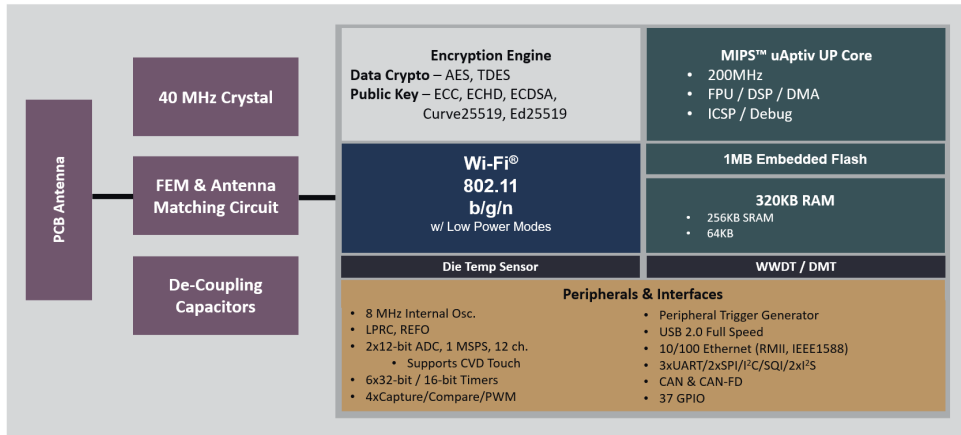 PCB Antenna
40 MHz Crystal
FEM & Antenna
Matching Circuit
De-Coupling
Capacitors
Encryption Engine
Data Crypto – AES, TDES
Public Key – ECC, ECHD, ECDSA,
Curve25519, Ed25519
MIPS™ uAptiv UP Core
• 200MHz
• FPU / DSP / DMA
• ICSP / Debug
Wi-Fi®
802.11
b/g/n
w/ Low Power Modes
1MB Embedded Flash
320KB RAM
• 256KB SRAM
• 64KB
Die Temp Sensor
WWDT / DMT
Peripherals & Interfaces
• 8 MHz Internal Osc.
• LPRC, REFO
• 2x12-bit ADC, 1 MSPS, 12 ch.
• Supports CVD Touch
• 6x32-bit / 16-bit Timers
• 4xCapture/Compare/PWM
• Peripheral Trigger Generator
• USB 2.0 Full Speed
• 10/100 Ethernet (RMII, IEEE1588)
• 3xUART/2xSPI/I²C/SQI/2xI²S
• CAN & CAN-FD
• 37 GPIO